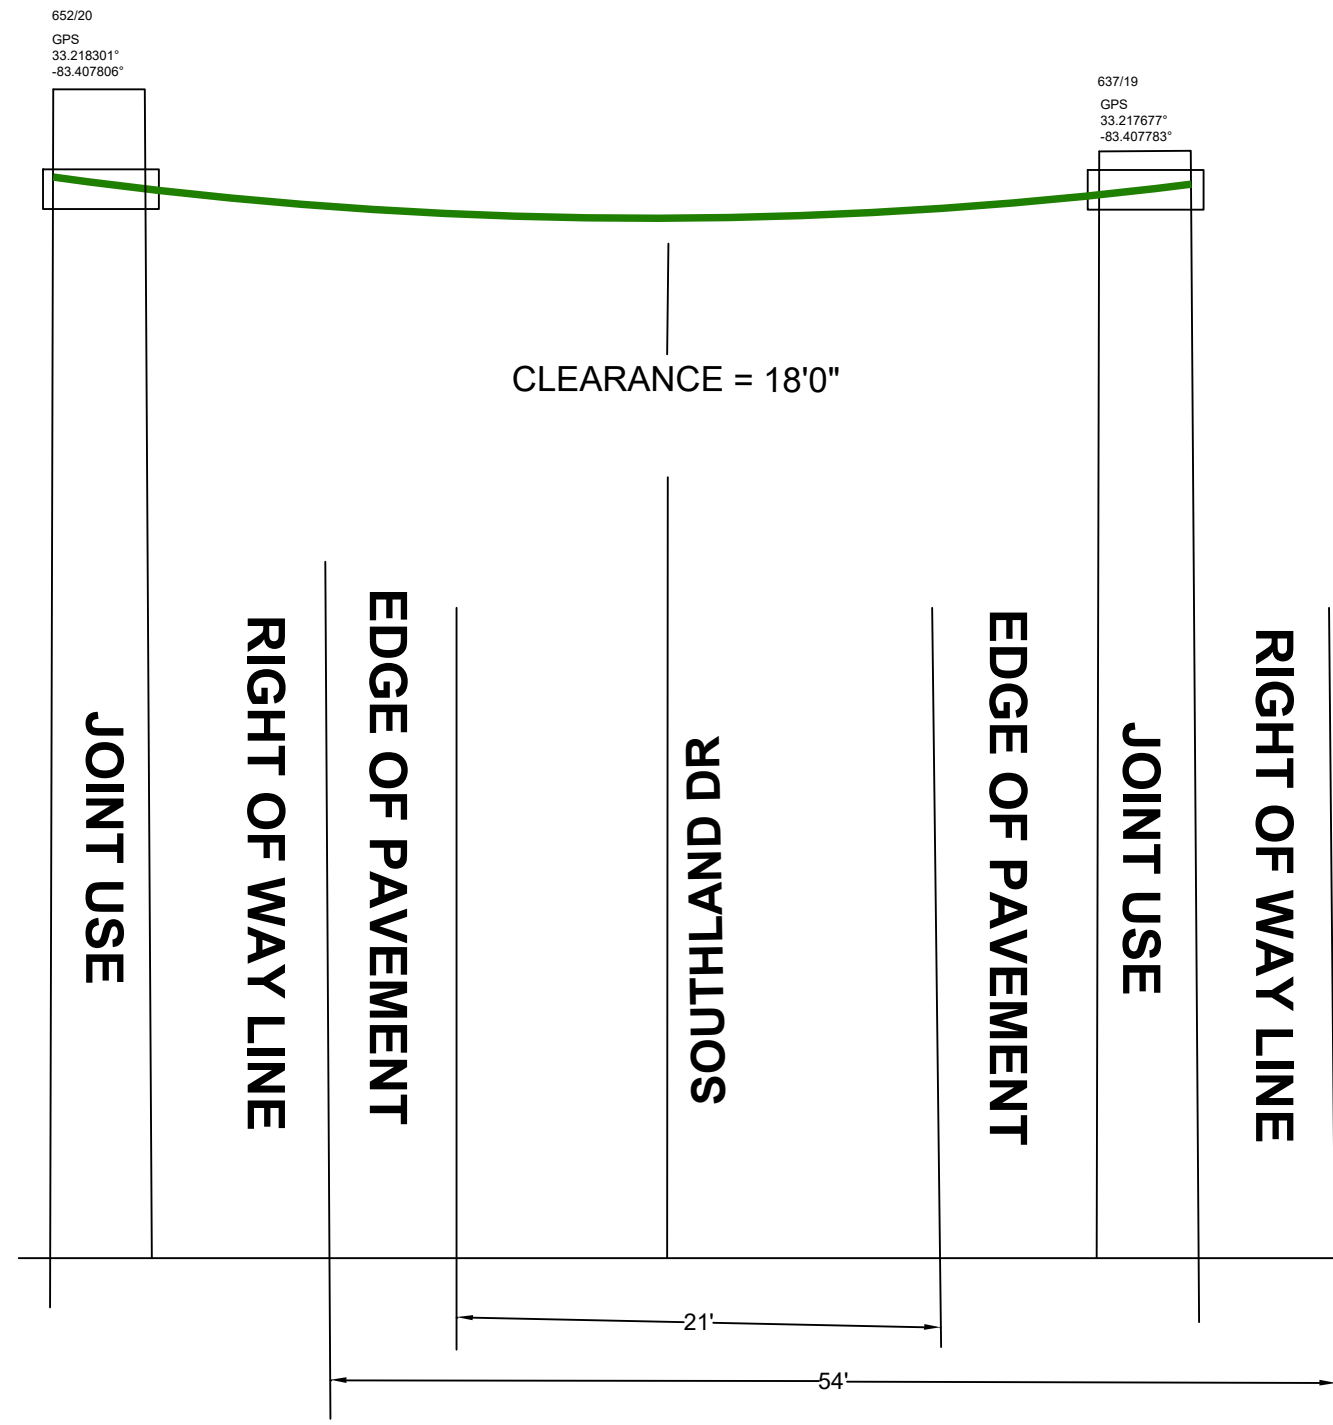 652/20
GPS
33.218301°
-83.407806°
637/19
GPS
33.217677°
-83.407783°
CLEARANCE = 18'0"
JOINT USE
RIGHT OF WAY LINE
EDGE OF PAVEMENT
SOUTHLAND DR
EDGE OF PAVEMENT
JOINT USE
RIGHT OF WAY LINE
21'
54'